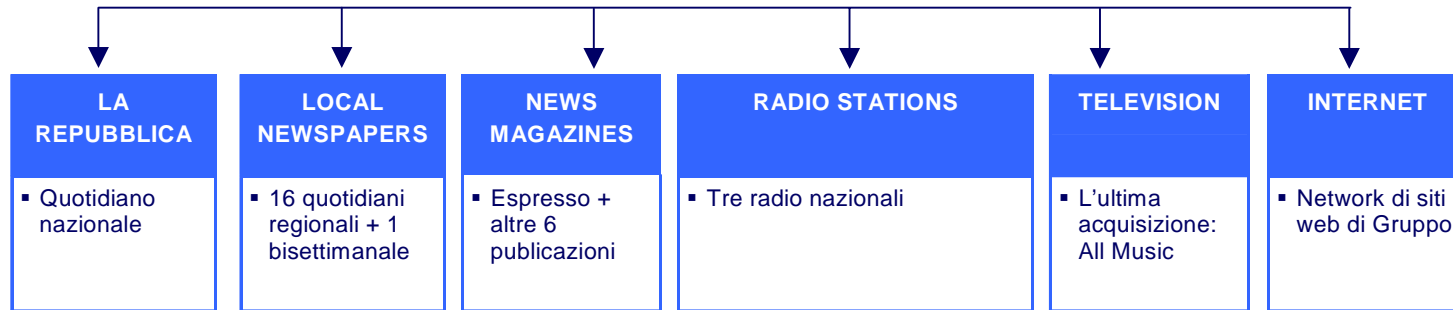 LA
REPUBBLICA
▪ Quotidiano
nazionale
LOCAL
NEWSPAPERS
▪ 16 quotidiani
regionali + 1
bisettimanale
NEWS
MAGAZINES
▪ Espresso +
altre 6
publicazioni
RADIO STATIONS
▪ Tre radio nazionali
TELEVISION
▪ L’ultima
acquisizione:
All Music
INTERNET
▪ Network di siti
web di Gruppo